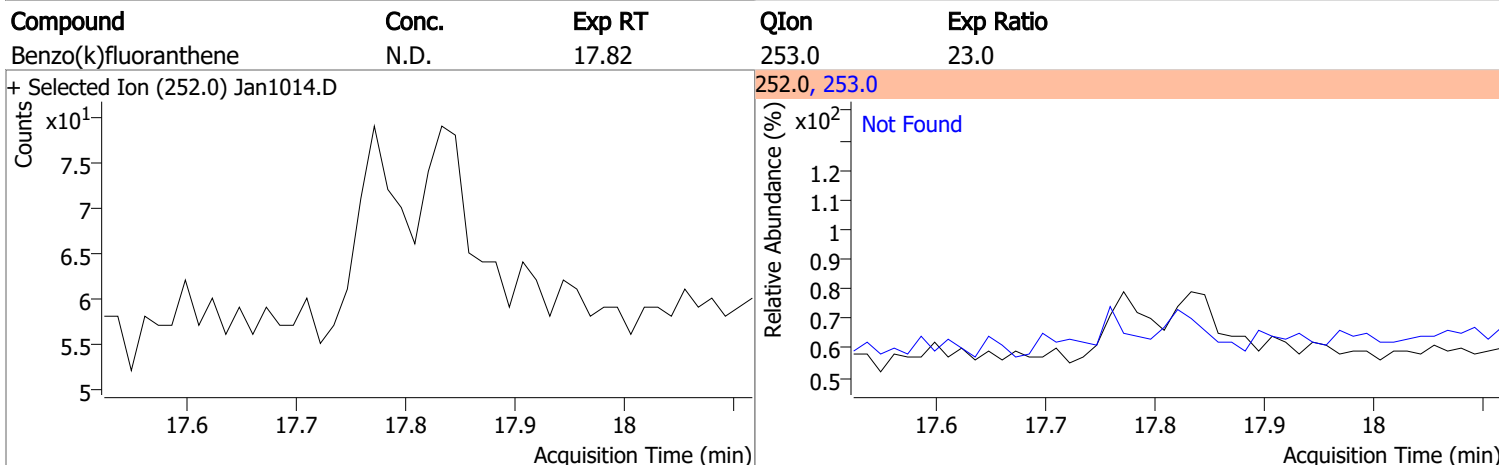 Compound Conc. Exp RT QIon Exp Ratio
Benzo(k)fluoranthene N.D. 17.82 253.0 23.0
+ Selected Ion (252.0) Jan1014.D
Counts
x10¹
7.5
7
6.5
6
5.5
5
17.6 17.7 17.8 17.9 18
Acquisition Time (min)
252.0, 253.0
Relative Abundance (%)
x10²
Not Found
1.2
1.1
1
0.9
0.8
0.7
0.6
0.5
17.6 17.7 17.8 17.9 18
Acquisition Time (min)